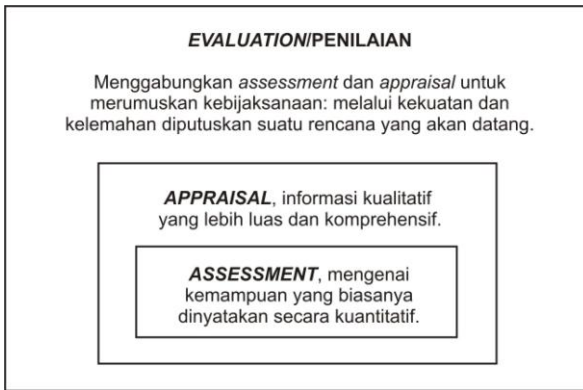 EVALUATION/PENILAIAN
Menggabungkan assessment dan appraisal untuk
merumuskan kebijaksanaan: melalui kekuatan dan
kelemahan diputuskan suatu rencana yang akan datang.
APPRAISAL, informasi kualitatif
yang lebih luas dan komprehensif.
ASSESSMENT, mengenai
kemampuan yang biasanya
dinyatakan secara kuantitatif.